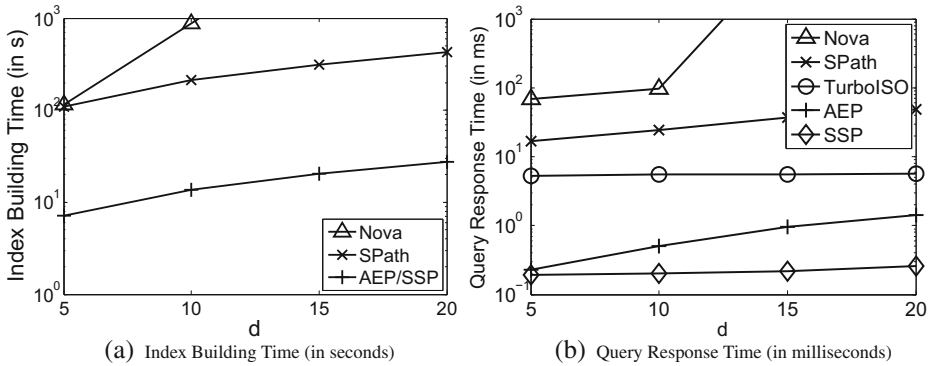 10^3
10^2
10^1
10^0
Index Building Time (in s)
5
10
15
20
d
Nova
SPath
AEP/SSP
(a) Index Building Time (in seconds)
10^3
10^2
10^1
10^0
10^−1
Query Response Time (in ms)
5
10
15
20
d
Nova
SPath
TurboISO
AEP
SSP
(b) Query Response Time (in milliseconds)